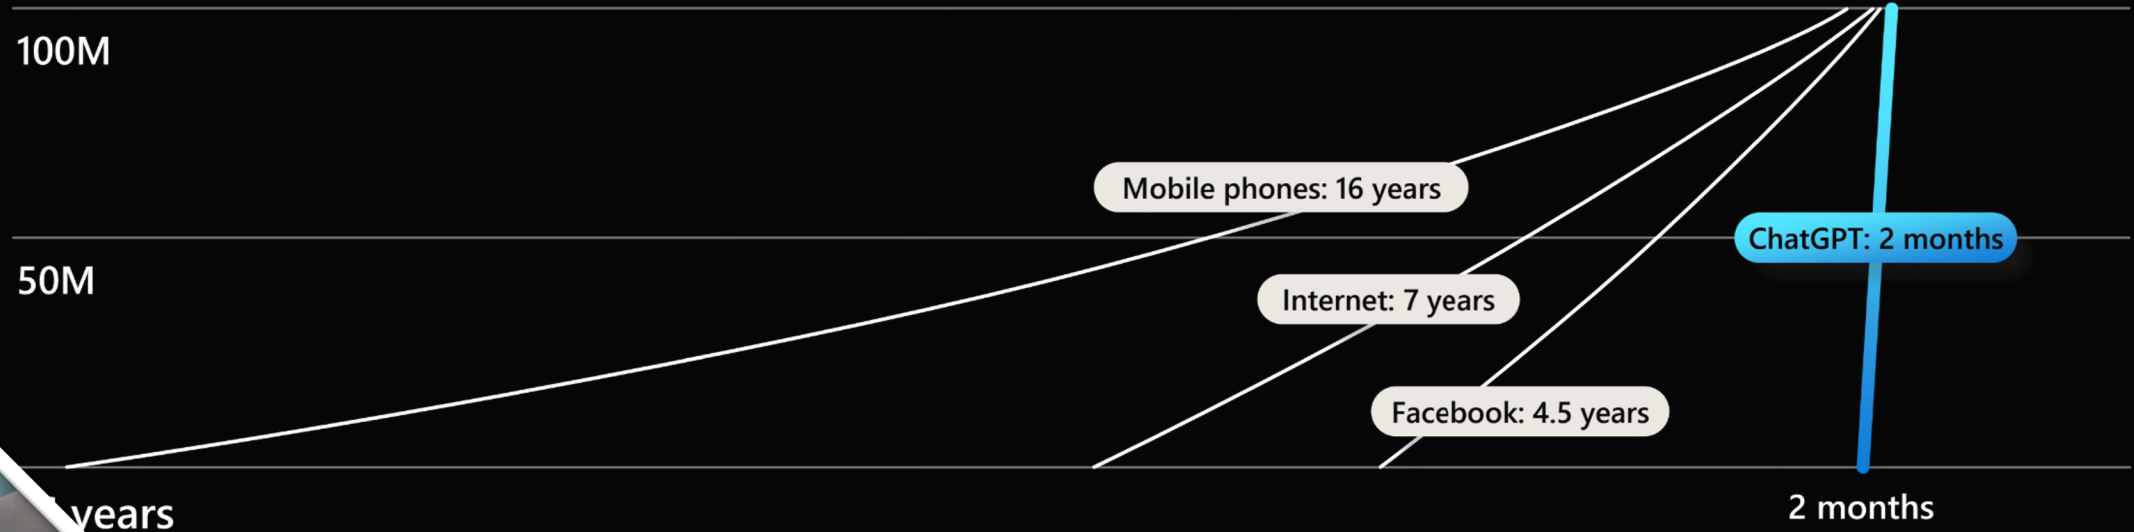 100M
Mobile phones: 16 years
ChatGPT: 2 months
50M
Internet: 7 years
Facebook: 4.5 years
years
2 months